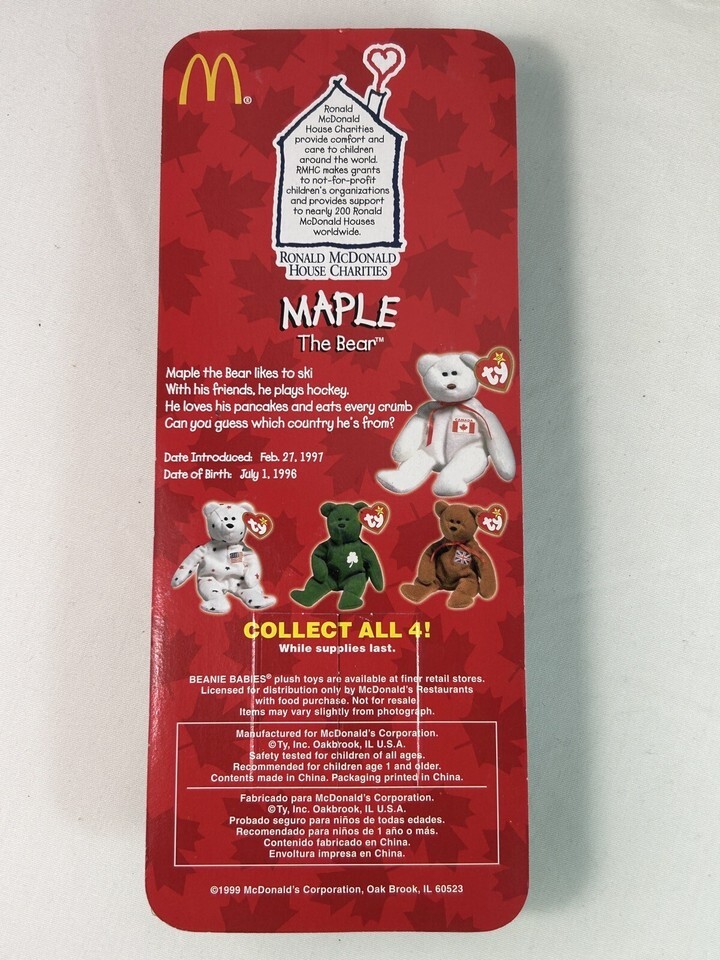 M®
Ronald
McDonald
House Charities
provide comfort and
care to children
around the world.
RMHC makes grants
to not-for-profit
children's organizations
and provides support
to nearly 200 Ronald
McDonald Houses
worldwide.
RONALD MCDONALD
HOUSE CHARITIES
MAPLE
The Bear™
Maple the Bear likes to ski
With his friends, he plays hockey.
He loves his pancakes and eats every crumb
Can you guess which country he's from?
ty
CANADA
Date Introduced: Feb. 27, 1997
Date of Birth: July 1, 1996
ty
ty
ty
COLLECT ALL 4!
While supplies last.
BEANIE BABIES® plush toys are available at finer retail stores.
Licensed for distribution only by McDonald's Restaurants
with food purchase. Not for resale
Items may vary slightly from photograph.
Manufactured for McDonald's Corporation.
©Ty, Inc. Oakbrook, IL U.S.A.
Safety tested for children of all ages.
Recommended for children age 1 and older.
Contents made in China. Packaging printed in China.
Fabricado para McDonald's Corporation.
©Ty, Inc. Oakbrook, IL U.S.A.
Probado seguro para niños de todas edades.
Recomendado para niños de 1 año o más.
Contenido fabricado en China.
Envoltura impresa en China.
©1999 McDonald's Corporation, Oak Brook, IL 60523